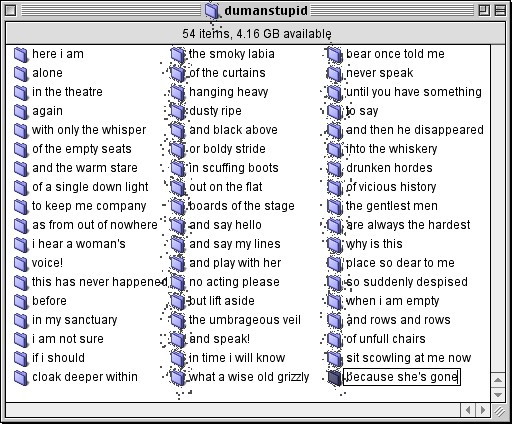 dumanstupid
54 items, 4.16 GB available
here i am
alone
in the theatre
again
with only the whisper
of the empty seats
and the warm stare
of a single down light
to keep me company
as from out of nowhere
i hear a woman's
voice!
this has never happened
before
in my sanctuary
i am not sure
if i should
cloak deeper within
the smoky labia
of the curtains
hanging heavy
dusty ripe
and black above
or boldy stride
in scuffing boots
out on the flat
boards of the stage
and say hello
and say my lines
and play with her
no acting please
but lift aside
the umbrageous veil
and speak!
in time i will know
what a wise old grizzly
bear once told me
never speak
until you have something
to say
and then he disappeared
into the whiskery
drunken hordes
of vicious history
the gentlest men
are always the hardest
why is this
place so dear to me
so suddenly despised
when i am empty
and rows and rows
of unfull chairs
sit scowling at me now
because she's gone